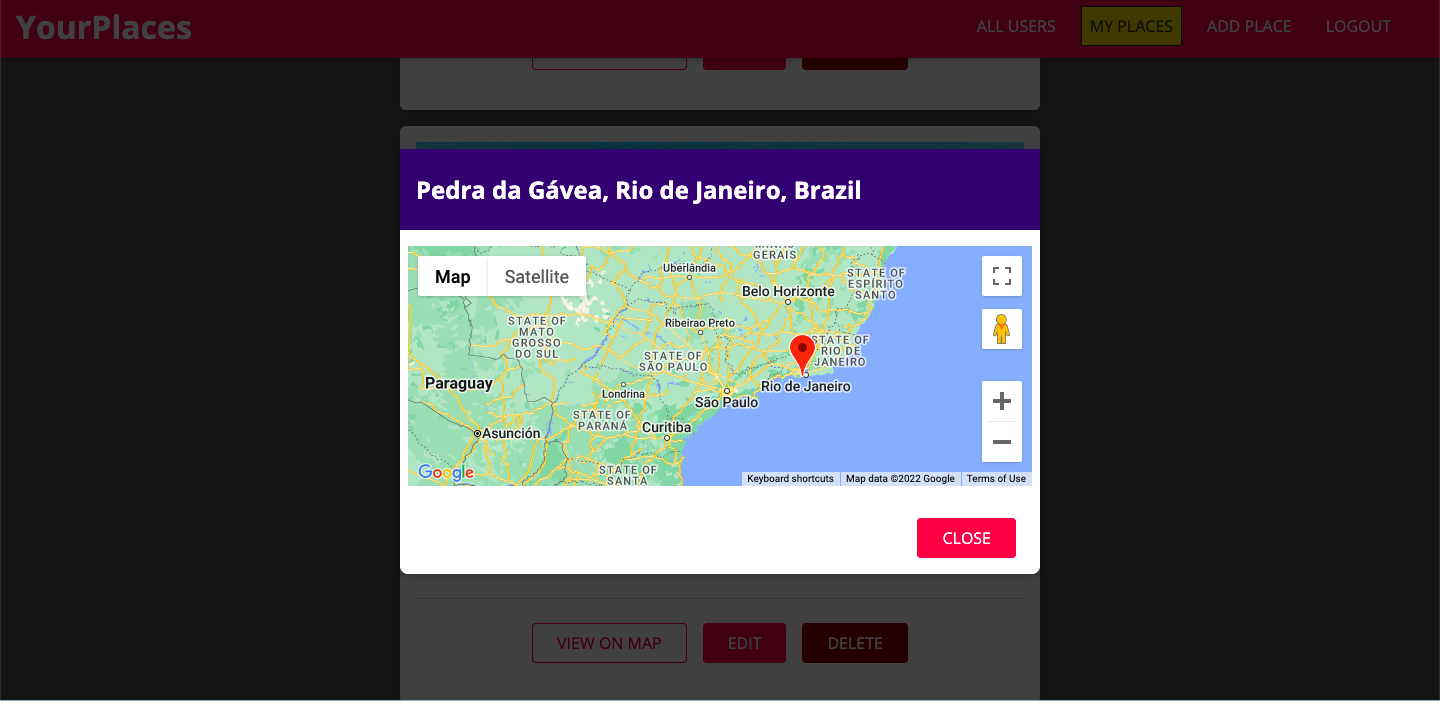 YourPlaces
ALL USERS
MY PLACES
ADD PLACE
LOGOUT
Pedra da Gávea, Rio de Janeiro, Brazil
Map
Satellite
MINAS
GERAIS
Uberlândia
STATE OF
ESPÍRITO
SANTO
Belo Horizonte
STATE OF
MATO
GROSSO
DO SUL
Ribeirao Preto
STATE OF
RIO DE
JANEIRO
STATE OF
SÃO PAULO
Paraguay
Rio de Janeiro
Londrina
São Paulo
STATE OF
PARANÁ
Curitiba
Asunción
STATE OF
SANTA
Google
Keyboard shortcuts
Map data ©2022 Google
Terms of Use
CLOSE
VIEW ON MAP
EDIT
DELETE